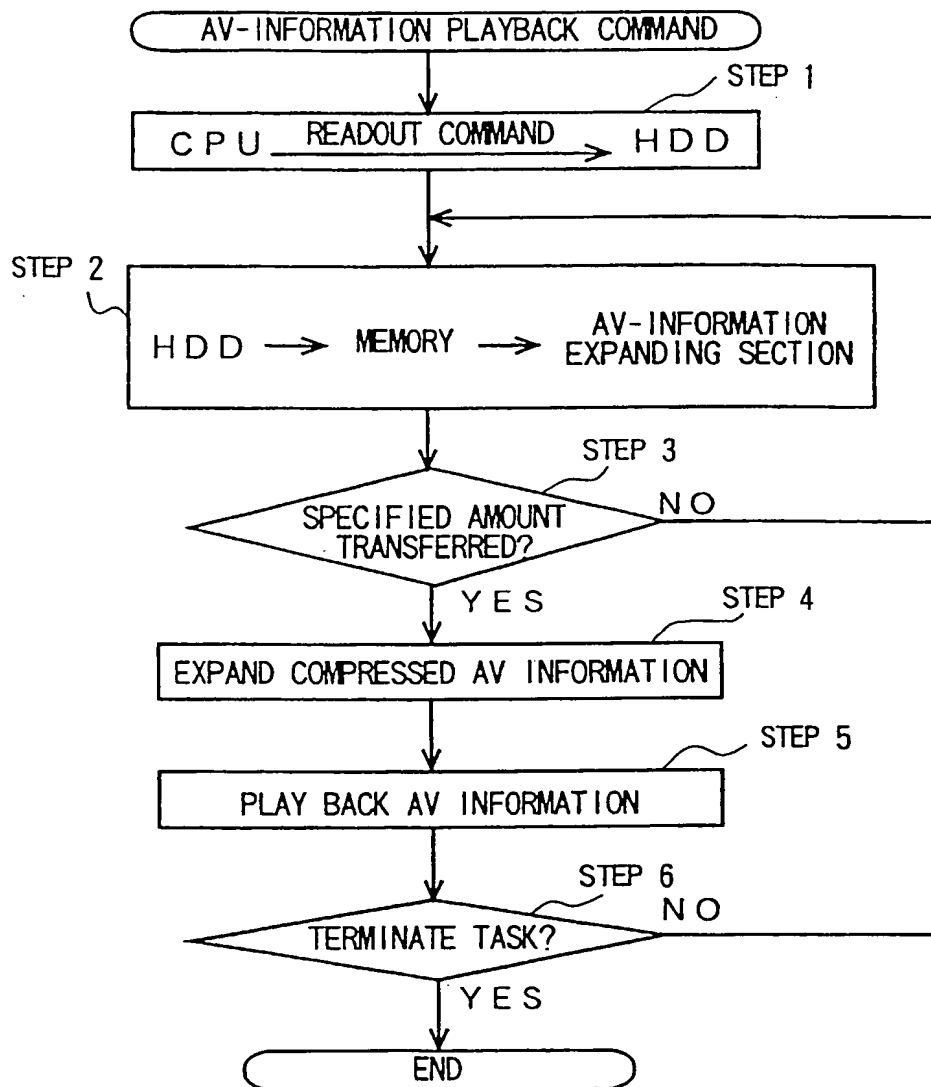 AV-INFORMATION PLAYBACK COMMAND
STEP 1
READOUT COMMAND
CPU HDD
STEP 2
AV-INFORMATION
HDD MEMORY EXPANDING SECTION
STEP 3
NO
SPECIFIED AMOUNT
TRANSFERRED?
YES
STEP 4
EXPAND COMPRESSED AV INFORMATION
STEP 5
PLAY BACK AV INFORMATION
STEP 6
NO
TERMINATE TASK?
YES
END